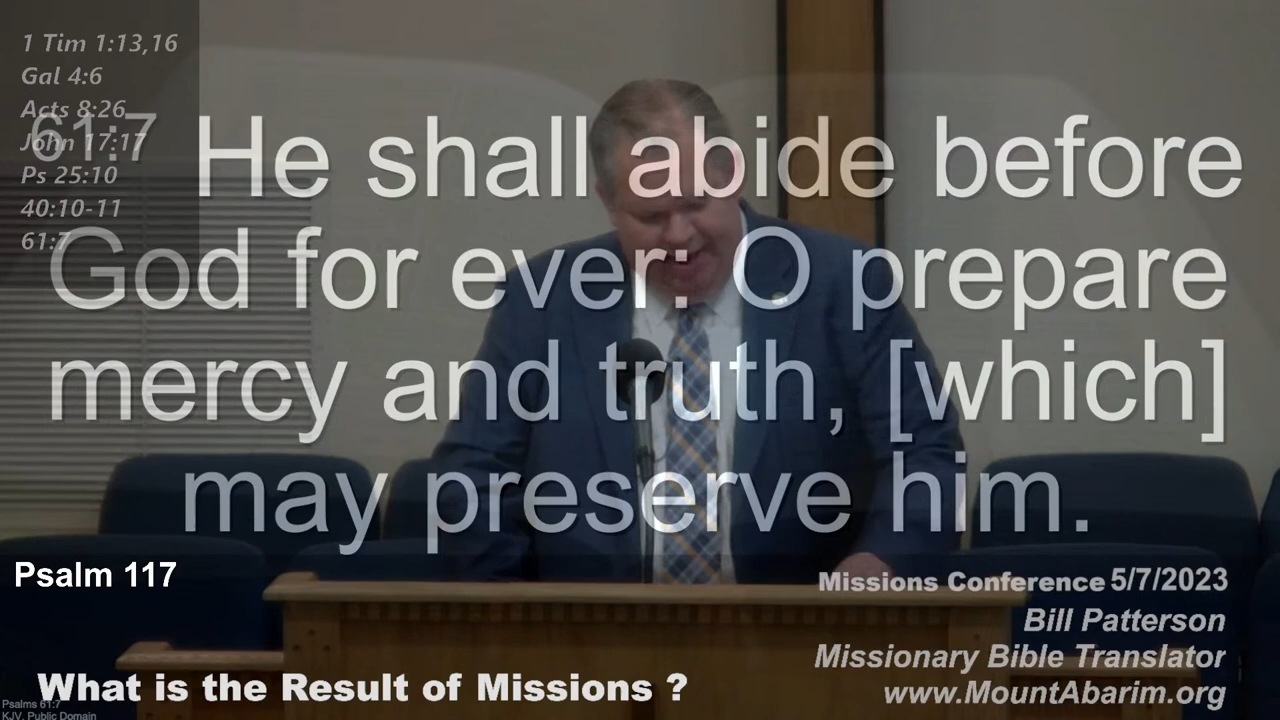 1 Tim 1:13,16
Gal 4:6
Acts 8:26
John 17:17
Ps 25:10
40:10-11
61:7
61:7 He shall abide before
God for ever: O prepare
mercy and truth, [which]
may preserve him.
Psalm 117
Missions Conference 5/7/2023
Bill Patterson
Missionary Bible Translator
www.MountAbarim.org
What is the Result of Missions ?
Psalms 61:7
KJV, Public Domain